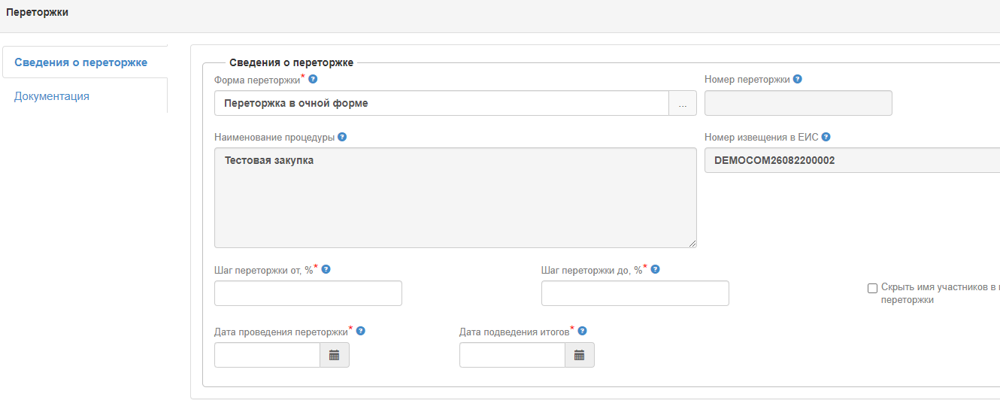 Переторжки
Сведения о переторжке
Документация
Сведения о переторжке
Форма переторжки*
Номер переторжки
Переторжка в очной форме
...
Наименование процедуры
Номер извещения в ЕИС
Тестовая закупка
DEMOCOM26082200002
Шаг переторжки от, %*
Шаг переторжки до, %*
Скрыть имя участников в
переторжки
Дата проведения переторжки*
Дата подведения итогов*